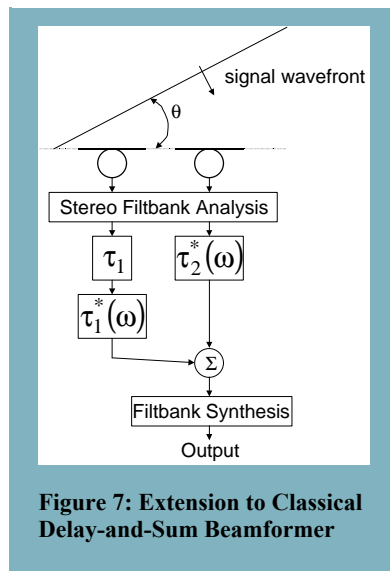 signal wavefront
θ
Stereo Filtbank Analysis
τ₁ τ₂*(ω)
τ₁*(ω)
Σ
Filtbank Synthesis
Output
Figure 7: Extension to Classical
Delay-and-Sum Beamformer